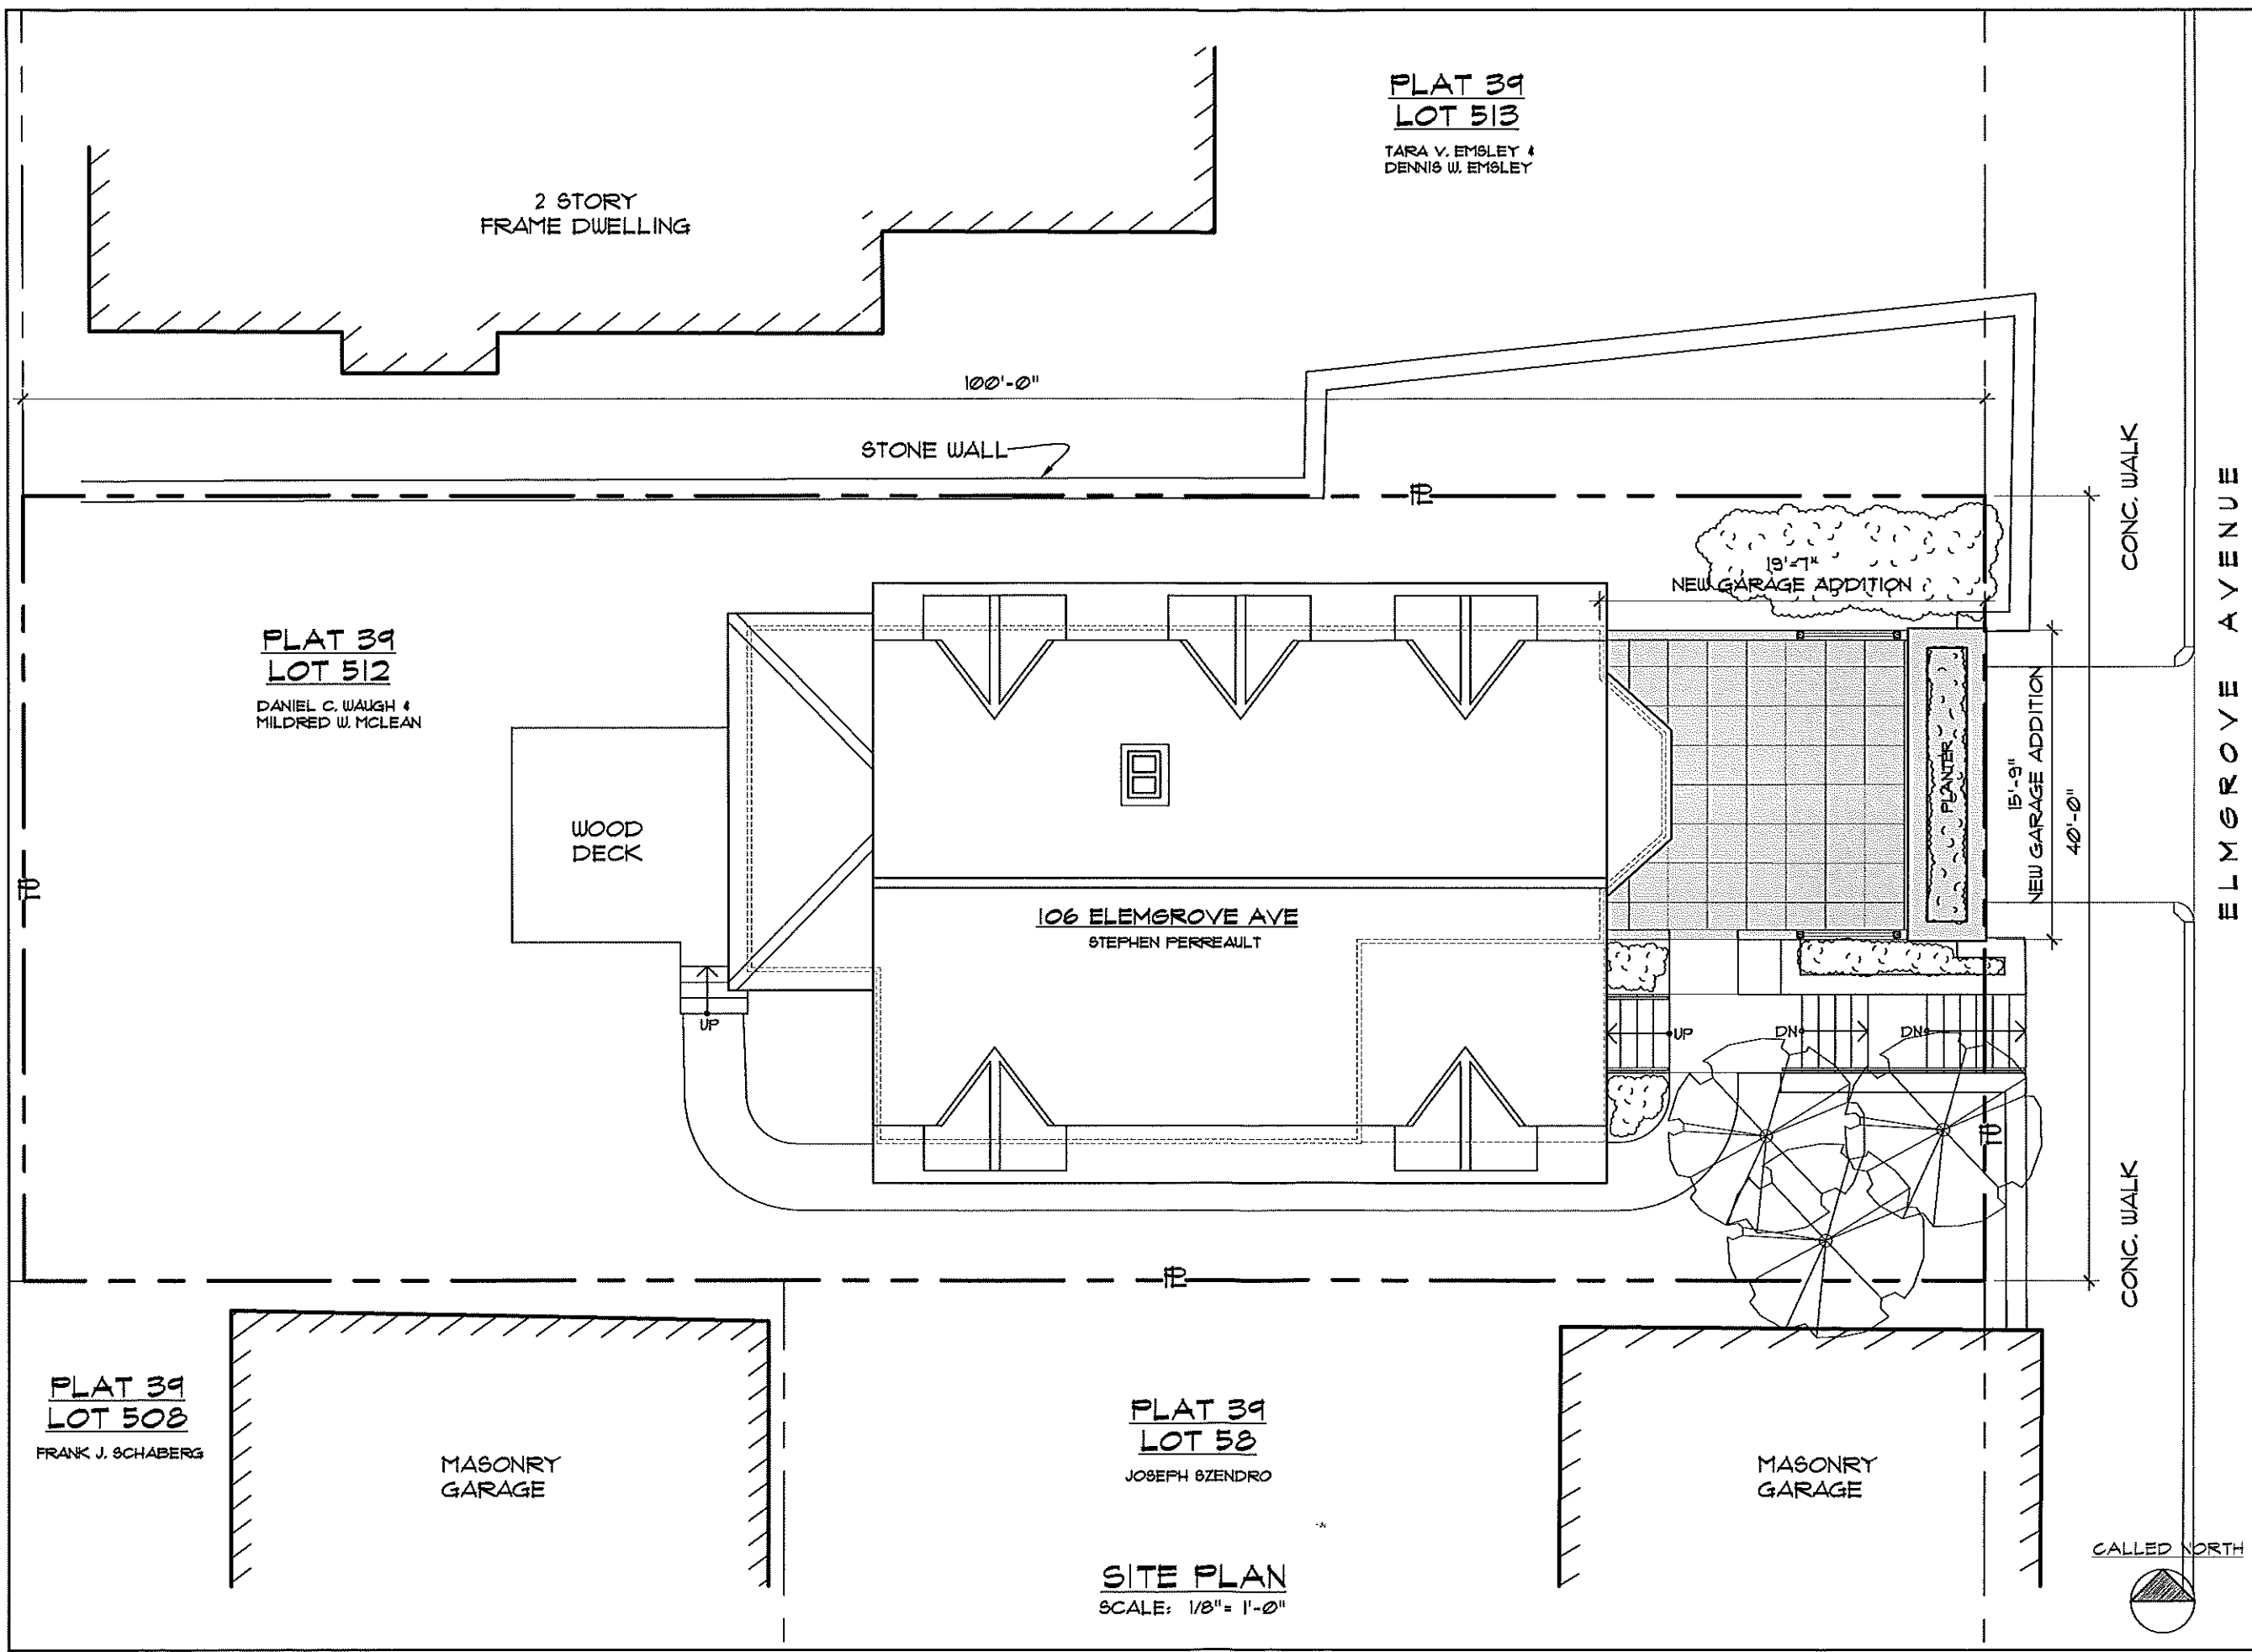 PLAT 39
LOT 513
TARA V. EMSLEY &
DENNIS W. EMSLEY
2 STORY
FRAME DWELLING
100'-0"
STONE WALL
PL
CONC. WALK
ELMGROVE AVENUE
19'-7"
NEW GARAGE ADDITION
PLAT 39
LOT 512
DANIEL C. WAUGH &
MILDRED W. MCLEAN
WOOD
DECK
PLANTER
15'-9"
NEW GARAGE ADDITION
40'-0"
PL
106 ELEMGROVE AVE
STEPHEN PERREAULT
UP
UP
DN
DN
PL
CONC. WALK
PL
PLAT 39
LOT 508
FRANK J. SCHABERG
MASONRY
GARAGE
PLAT 39
LOT 58
JOSEPH SZENDRO
MASONRY
GARAGE
SITE PLAN
SCALE: 1/8" = 1'-0"
CALLED NORTH